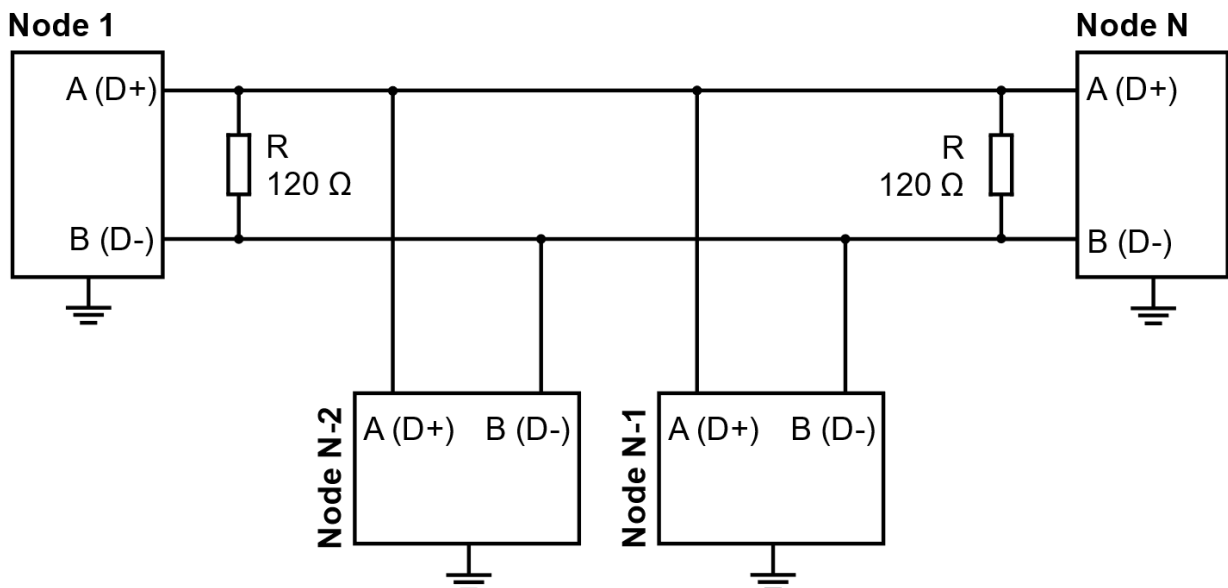 Node 1
Node N
A (D+)
A (D+)
R
120 Ω
R
120 Ω
B (D-)
B (D-)
Node N-2
A (D+) B (D-)
Node N-1
A (D+) B (D-)